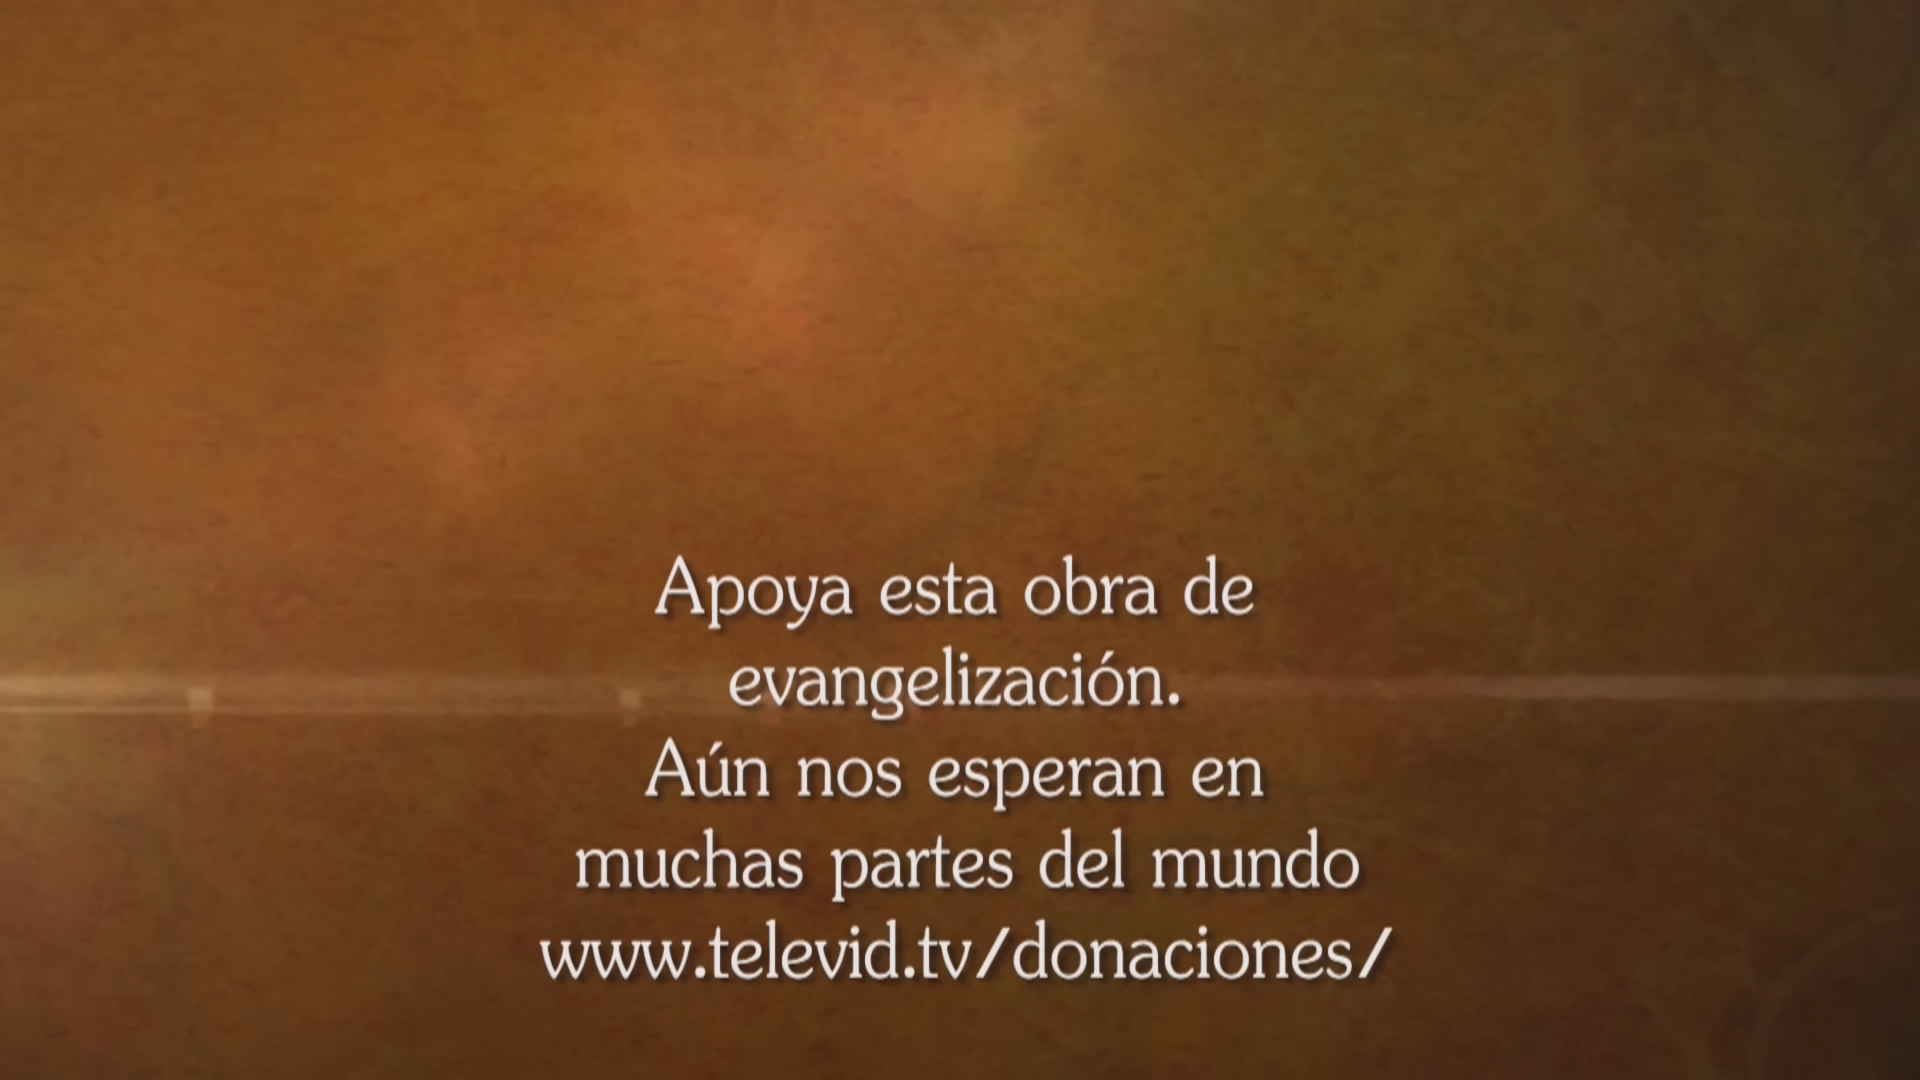 Apoya esta obra de
evangelización.
Aún nos esperan en
muchas partes del mundo
www.televid.tv/donaciones/